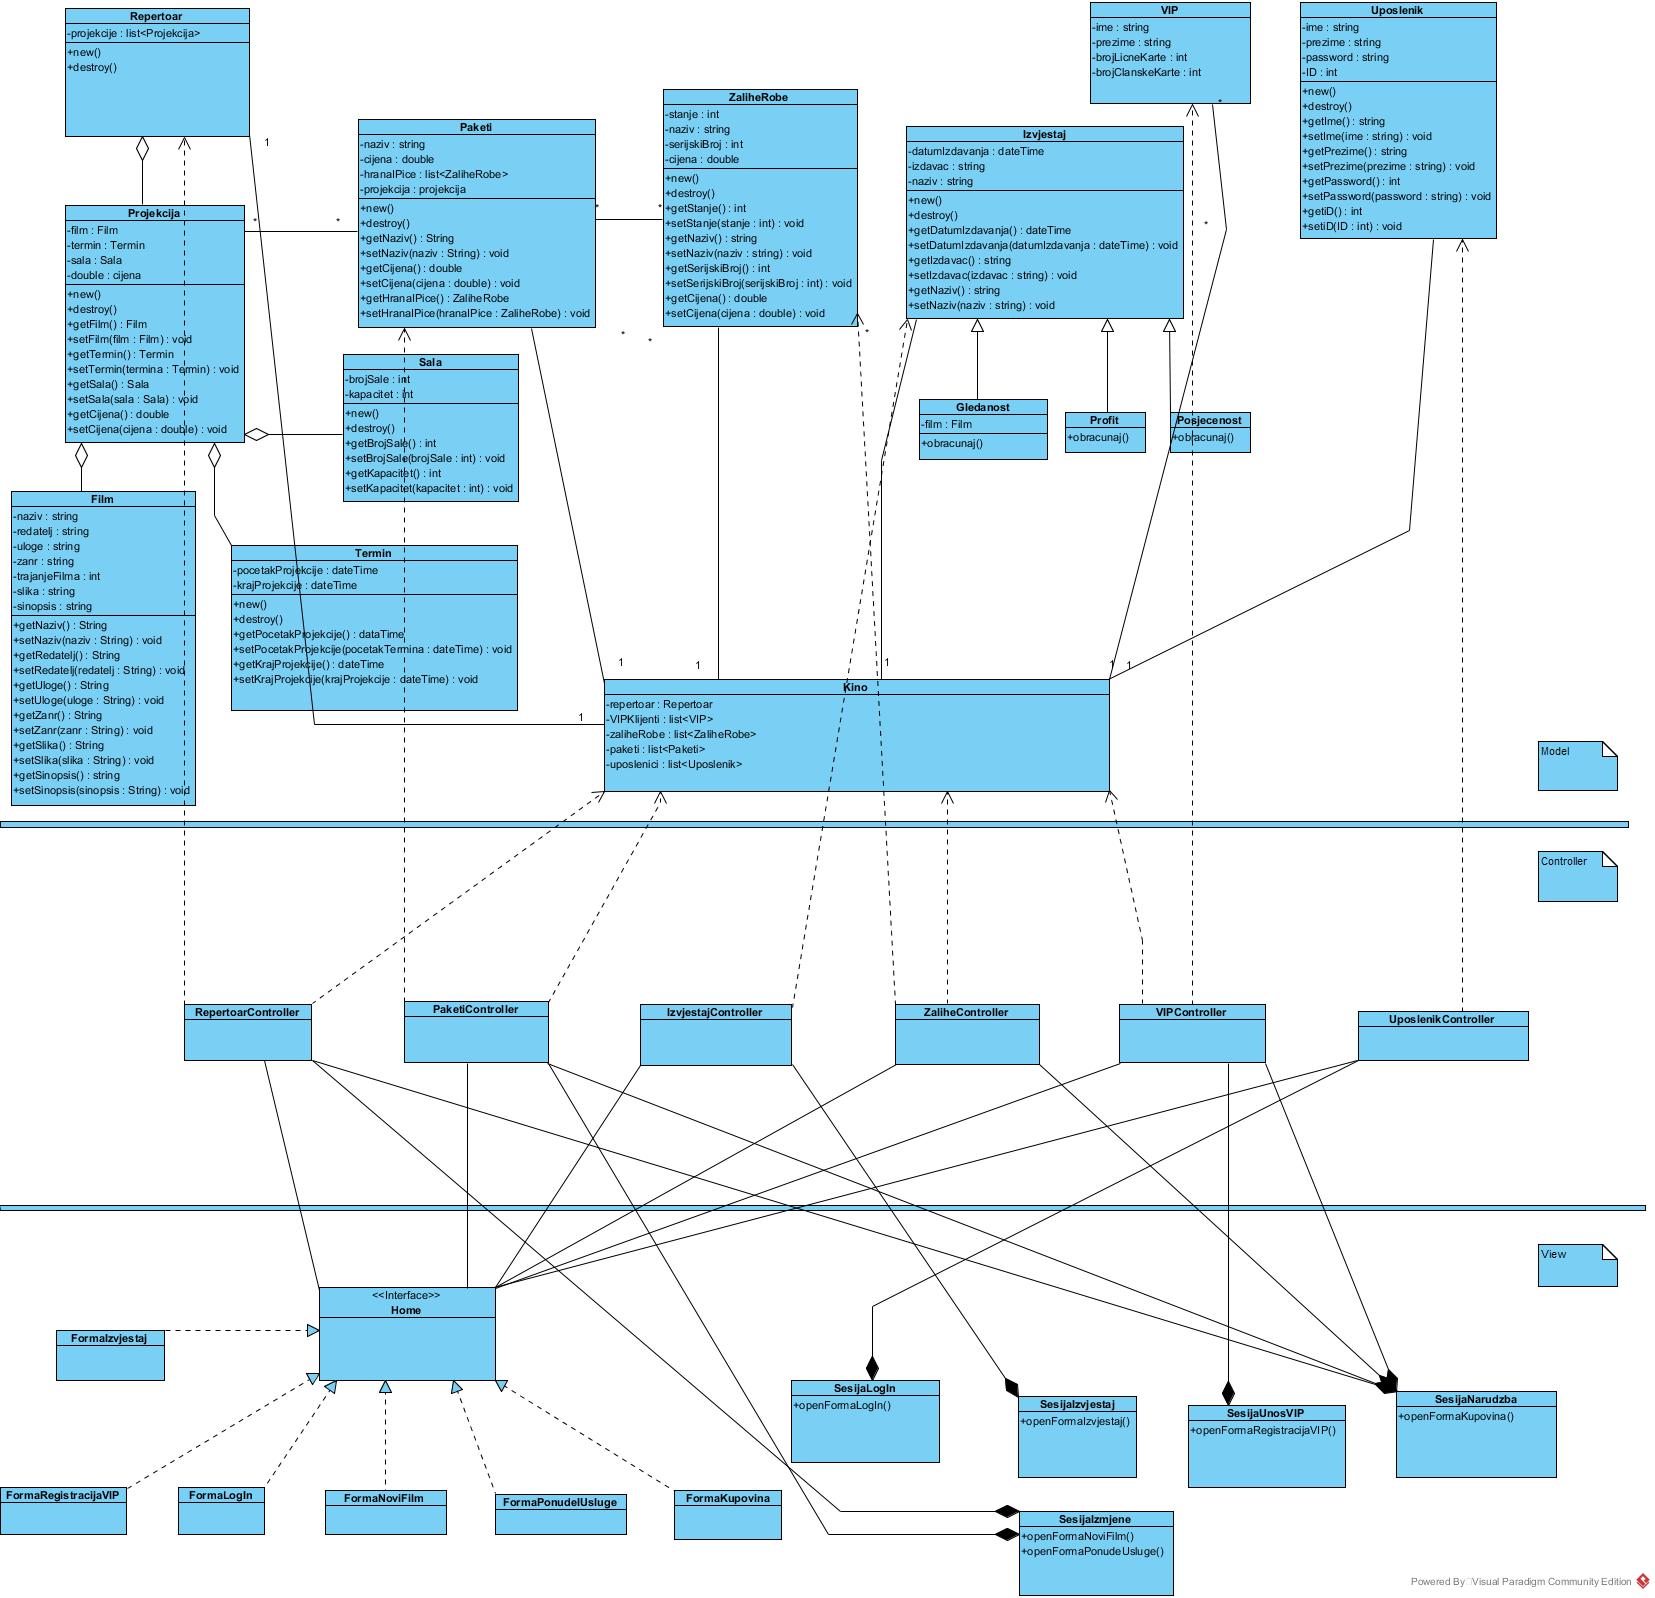 Repertoar
-projekcije : list<Projekcija>
+new()
+destroy()
VIP
-ime : string
-prezime : string
-brojLicneKarte : int
-brojClanskeKarte : int
Uposlenik
-ime : string
-prezime : string
-password : string
-ID : int
+new()
+destroy()
+getIme() : string
+setIme(ime : string) : void
+getPrezime() : string
+setPrezime(prezime : string) : void
+getPassword() : int
+setPassword(password : string) : void
+getiD() : int
+setiD(ID : int) : void
ZaliheRobe
-stanje : int
-naziv : string
-serijskiBroj : int
-cijena : double
+new()
+destroy()
+getStanje() : int
+setStanje(stanje : int) : void
+getNaziv() : string
+setNaziv(naziv : string) : void
+getSerijskiBroj() : int
+setSerijskiBroj(serijskiBroj : int) : void
+getCijena() : double
+setCijena(cijena : double) : void
Paketi
-naziv : string
-cijena : double
-hranaIPice : list<ZaliheRobe>
-projekcija : projekcija
+new()
+destroy()
+getNaziv() : String
+setNaziv(naziv : String) : void
+getCijena() : double
+setCijena(cijena : double) : void
+getHranaIPice() : ZaliheRobe
+setHranaIPice(hranaIPice : ZaliheRobe) : void
Izvjestaj
-datumIzdavanja : dateTime
-izdavac : string
-naziv : string
+new()
+destroy()
+getDatumIzdavanja() : dateTime
+setDatumIzdavanja(datumIzdavanja : dateTime) : void
+getIzdavac() : string
+setIzdavac(izdavac : string) : void
+getNaziv() : string
+setNaziv(naziv : string) : void
1
*
*
*
*
*
*
*
*
*
Projekcija
-film : Film
-termin : Termin
-sala : Sala
-double : cijena
+new()
+destroy()
+getFilm() : Film
+setFilm(film : Film) : void
+getTermin() : Termin
+setTermin(termina : Termin) : void
+getSala() : Sala
+setSala(sala : Sala) : void
+getCijena() : double
+setCijena(cijena : double) : void
Sala
-brojSale : int
-kapacitet : int
+new()
+destroy()
+getBrojSale() : int
+setBrojSale(brojSale : int) : void
+getKapacitet() : int
+setKapacitet(kapacitet : int) : void
Gledanost
-film : Film
+obracunaj()
Profit
+obracunaj()
Posjecenost
+obracunaj()
Film
-naziv : string
-redatelj : string
-uloge : string
-zanr : string
-trajanjeFilma : int
-slika : string
-sinopsis : string
+getNaziv() : String
+setNaziv(naziv : String) : void
+getRedatelj() : String
+setRedatelj(redatelj : String) : void
+getUloge() : String
+setUloge(uloge : String) : void
+getZanr() : String
+setZanr(zanr : String) : void
+getSlika() : String
+setSlika(slika : String) : void
+getSinopsis() : string
+setSinopsis(sinopsis : String) : void
Termin
-pocetakProjekcije : dateTime
-krajProjekcije : dateTime
+new()
+destroy()
+getPocetakProjekcije() : dataTime
+setPocetakProjekcije(pocetakTermina : dateTime) : void
+getKrajProjekcije() : dateTime
+setKrajProjekcije(krajProjekcije : dateTime) : void
1
1
1
1
1
1
Kino
-repertoar : Repertoar
-VIPKlijenti : list<VIP>
-zaliheRobe : list<ZaliheRobe>
-paketi : list<Paketi>
-uposlenici : list<Uposlenik>
Model
Controller
RepertoarController
PaketiController
IzvjestajController
ZaliheController
VIPController
UposlenikController
View
<<Interface>>
Home
FormaIzvjestaj
FormaRegistracijaVIP
FormaLogIn
FormaNoviFilm
FormaPonudeIUsluge
FormaKupovina
SesijaLogIn
+openFormaLogIn()
SesijaIzvjestaj
+openFormaIzvjestaj()
SesijaUnosVIP
+openFormaRegistracijaVIP()
SesijaNarudzba
+openFormaKupovina()
SesijaIzmjene
+openFormaNoviFilm()
+openFormaPonudeUsluge()
Powered By Visual Paradigm Community Edition